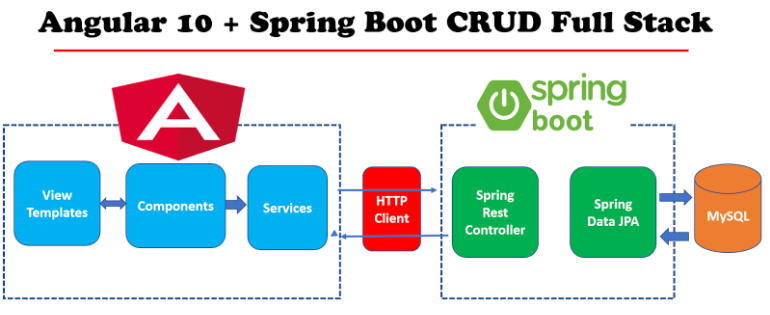 Angular 10 + Spring Boot CRUD Full Stack
A
spring
boot
View
Templates
Components
Services
HTTP
Client
Spring
Rest
Controller
Spring
Data JPA
MySQL